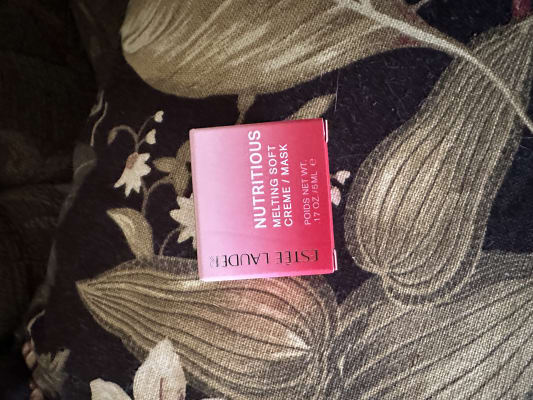 NUTRITIOUS
MELTING SOFT
CREME / MASK
POIDS NET WT.
17 OZ / 5ML ℮
ESTĒE LAUDER